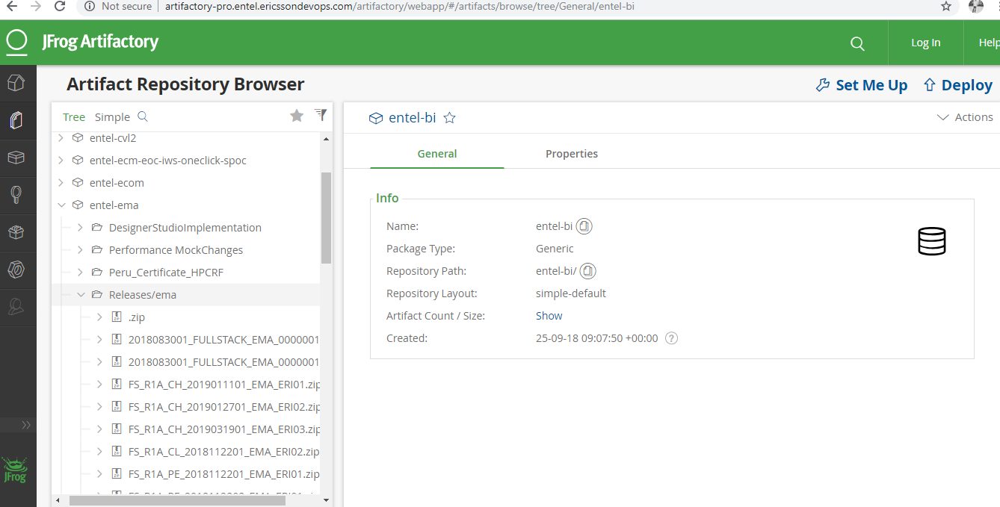 Not secure | artifactory-pro.entel.ericssondevops.com/artifactory/webapp/#/artifacts/browse/tree/General/entel-bi
JFrog Artifactory
Log In
Help
Artifact Repository Browser
Set Me Up
Deploy
Tree Simple
entel-cvl2
entel-ecm-eoc-iws-oneclick-spoc
entel-ecom
entel-ema
DesignerStudioImplementation
Performance MockChanges
Peru_Certificate_HPCRF
Releases/ema
.zip
2018083001_FULLSTACK_EMA_0000001
2018083001_FULLSTACK_EMA_0000001
FS_R1A_CH_2019011101_EMA_ERI01.zip
FS_R1A_CH_2019012701_EMA_ERI02.zip
FS_R1A_CH_2019031901_EMA_ERI03.zip
FS_R1A_CL_2018112201_EMA_ERI02.zip
FS_R1A_PE_2018112201_EMA_ERI01.zip
entel-bi
Actions
General Properties
Info
Name: entel-bi
Package Type: Generic
Repository Path: entel-bi/
Repository Layout: simple-default
Artifact Count / Size: Show
Created: 25-09-18 09:07:50 +00:00 ?
JFrog